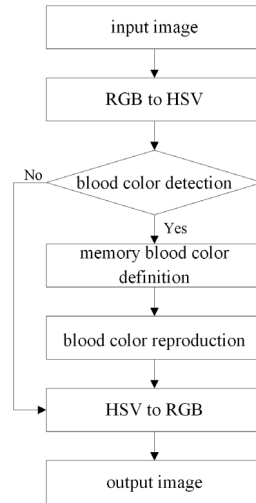 input image
RGB to HSV
blood color detection
No
Yes
memory blood color
definition
blood color reproduction
HSV to RGB
output image